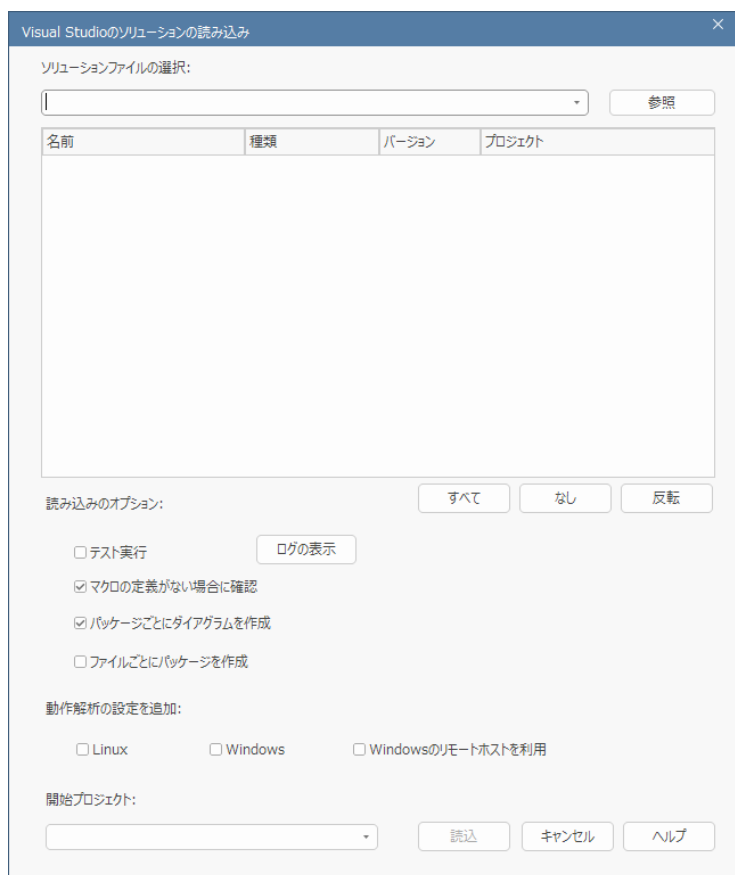 Visual Studioのソリューションの読み込み
ソリューションファイルの選択:
参照
名前 種類 バージョン プロジェクト
読み込みのオプション: すべて なし 反転
テスト実行 ログの表示
マクロの定義がない場合に確認
パッケージごとにダイアグラムを作成
ファイルごとにパッケージを作成
動作解析の設定を追加:
Linux Windows Windowsのリモートホストを利用
開始プロジェクト:
読込 キャンセル ヘルプ